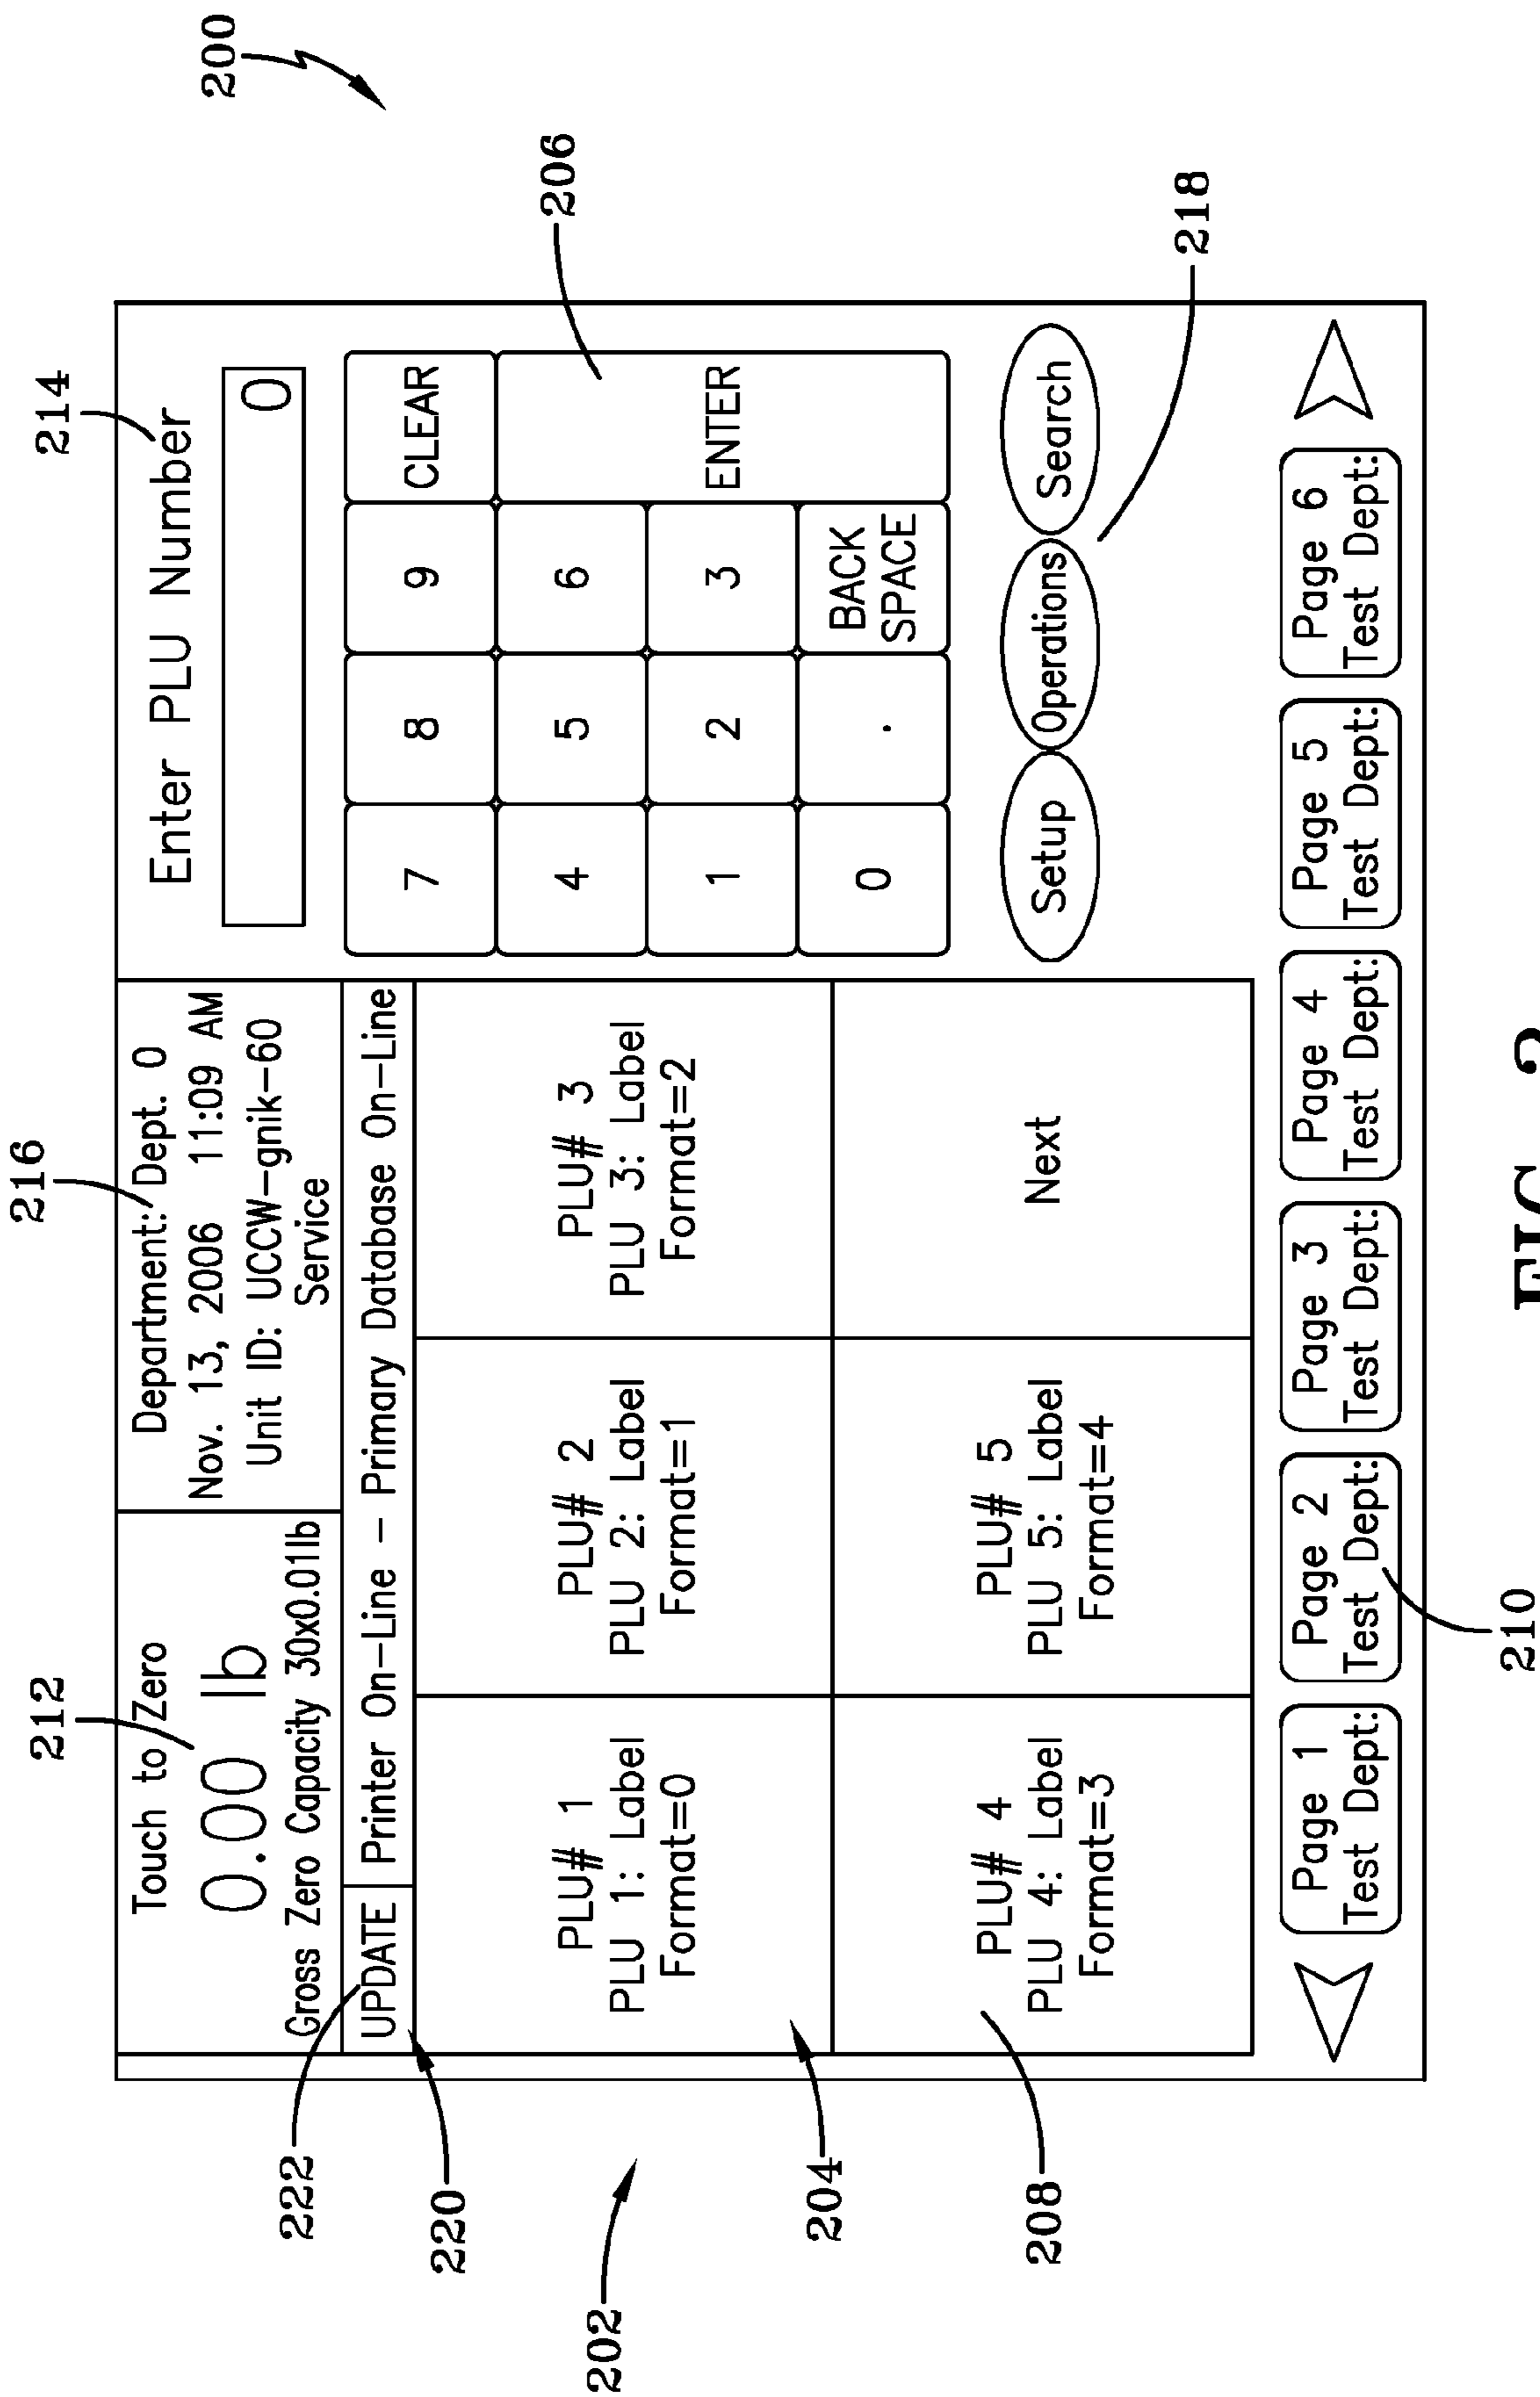 200
214
216
212
Enter PLU Number
0
Department: Dept. 0
Nov. 13, 2006 11:09 AM
Unit ID: UCCW-gnik-60
Service
Touch to Zero
0.00 lb
Gross Zero Capacity 30x0.01lb
222
220
UPDATE
Printer On-Line - Primary Database On-Line
202
204
208
PLU# 1
PLU 1: Label
Format=0
PLU# 2
PLU 2: Label
Format=1
PLU# 3
PLU 3: Label
Format=2
PLU# 4
PLU 4: Label
Format=3
PLU# 5
PLU 5: Label
Format=4
Next
7 8 9 CLEAR
4 5 6
ENTER
1 2 3
0 . BACK
SPACE
206
Setup Operations Search
218
Page 1
Test Dept:
Page 2
Test Dept:
Page 3
Test Dept:
Page 4
Test Dept:
Page 5
Test Dept:
Page 6
Test Dept:
210